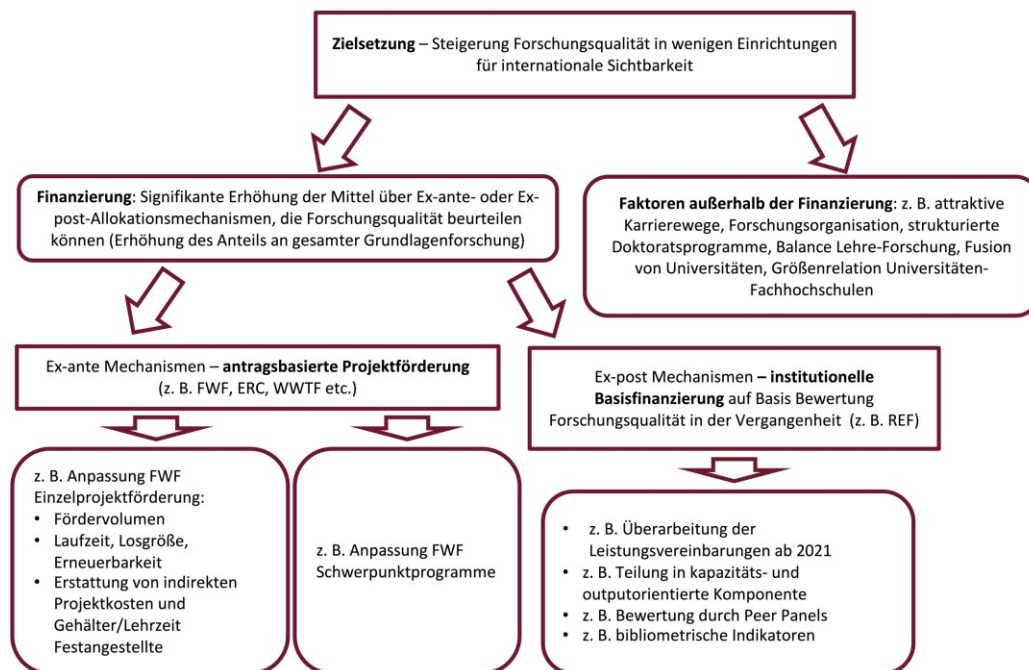 Zielsetzung – Steigerung Forschungsqualität in wenigen Einrichtungen
für internationale Sichtbarkeit
Finanzierung: Signifikante Erhöhung der Mittel über Ex-ante- oder Ex-
post-Allokationsmechanismen, die Forschungsqualität beurteilen
können (Erhöhung des Anteils an gesamter Grundlagenforschung)
Faktoren außerhalb der Finanzierung: z. B. attraktive
Karrierewege, Forschungsorganisation, strukturierte
Doktoratsprogramme, Balance Lehre-Forschung, Fusion
von Universitäten, Größenrelation Universitäten-
Fachhochschulen
Ex-ante Mechanismen – antragsbasierte Projektförderung
(z. B. FWF, ERC, WWTF etc.)
Ex-post Mechanismen – institutionelle
Basisfinanzierung auf Basis Bewertung
Forschungsqualität in der Vergangenheit (z. B. REF)
z. B. Anpassung FWF
Einzelprojektförderung:
• Fördervolumen
• Laufzeit, Losgröße,
Erneuerbarkeit
• Erstattung von indirekten
Projektkosten und
Gehälter/Lehrzeit
Festangestellte
z. B. Anpassung FWF
Schwerpunktprogramme
• z. B. Überarbeitung der
Leistungsvereinbarungen ab 2021
• z. B. Teilung in kapazitäts- und
outputorientierte Komponente
• z. B. Bewertung durch Peer Panels
• z. B. bibliometrische Indikatoren